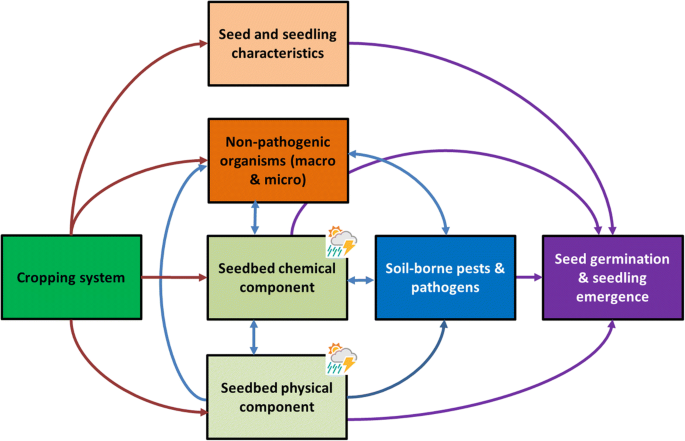 Seed and seedling
characteristics
Non-pathogenic
organisms (macro
& micro)
Cropping system
Seedbed chemical
component
Soil-borne pests &
pathogens
Seed germination
& seedling
emergence
Seedbed physical
component